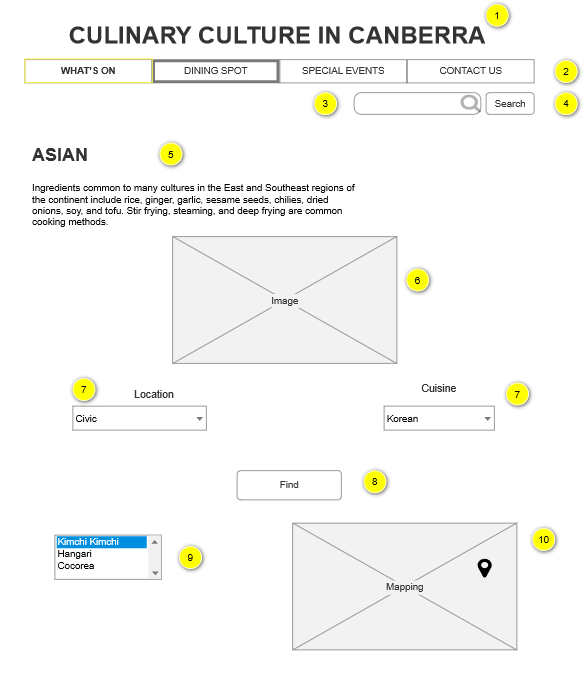 1
CULINARY CULTURE IN CANBERRA
WHAT'S ON DINING SPOT SPECIAL EVENTS CONTACT US 2
3 Search 4
ASIAN 5
Ingredients common to many cultures in the East and Southeast regions of
the continent include rice, ginger, garlic, sesame seeds, chilies, dried
onions, soy, and tofu. Stir frying, steaming, and deep frying are common
cooking methods.
6
Image
7 Location Cuisine 7
Civic Korean
Find 8
Kimchi Kimchi
Hangari
Cocorea
9
10
Mapping